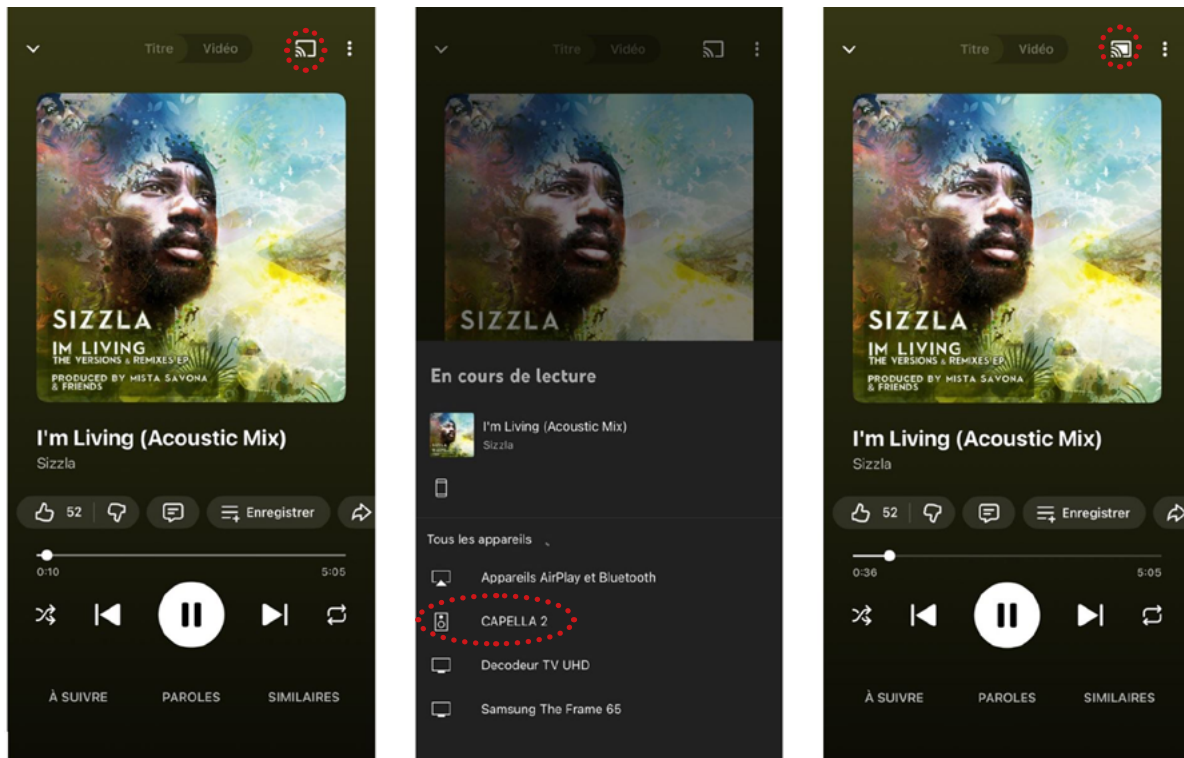 Titre Vidéo
SIZZLA
IM LIVING
THE VERSIONS & REMIXES EP
PRODUCED BY MISTA SAVONA
& FRIENDS
I'm Living (Acoustic Mix)
Sizzla
52
Enregistrer
0:10 5:05
À SUIVRE PAROLES SIMILAIRES
Titre Vidéo
SIZZLA
En cours de lecture
I'm Living (Acoustic Mix)
Sizzla
Tous les appareils
Appareils AirPlay et Bluetooth
CAPELLA 2
Decodeur TV UHD
Samsung The Frame 65
Titre Vidéo
SIZZLA
IM LIVING
THE VERSIONS & REMIXES EP
PRODUCED BY MISTA SAVONA
& FRIENDS
I'm Living (Acoustic Mix)
Sizzla
52
Enregistrer
0:36 5:05
À SUIVRE PAROLES SIMILAIRES